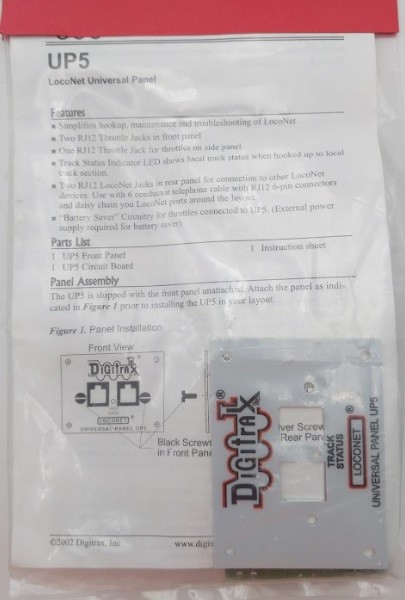 UP5
LocoNet Universal Panel
Features
■ Simplifies hookup, maintenance and troubleshooting of LocoNet
■ Two RJ12 Throttle Jacks in front panel
■ One RJ12 Throttle Jack for throttles on side panel
■ Track Status Indicator LED shows local track status when hooked up to local
track section.
■ Two RJ12 LocoNet Jacks in rear panel for connection to other LocoNet
devices. Use with 6 conductor telephone cable with RJ12 6-pin connectors
and daisy chain you LocoNet ports around the layout.
■ "Battery Saver" Circuitry for throttles connected to UP5. (External power
supply required for battery saver)
Parts List
1 UP5 Front Panel 1 Instruction sheet
1 UP5 Circuit Board
Panel Assembly
The UP5 is shipped with the front panel unattached. Attach the panel as indi-
cated in Figure 1 prior to installing the UP5 in your layout.
Figure 1. Panel Installation
Front View
DIGITRAX
LOCONET
UNIVERSAL PANEL UP5
Black Screws
in Front Pane
lver Screw
Rear Pane
DIGITRAX®
TRACK
STATUS
LOCONET®
UNIVERSAL PANEL UP5
©2002 Digitrax, Inc. www.digi